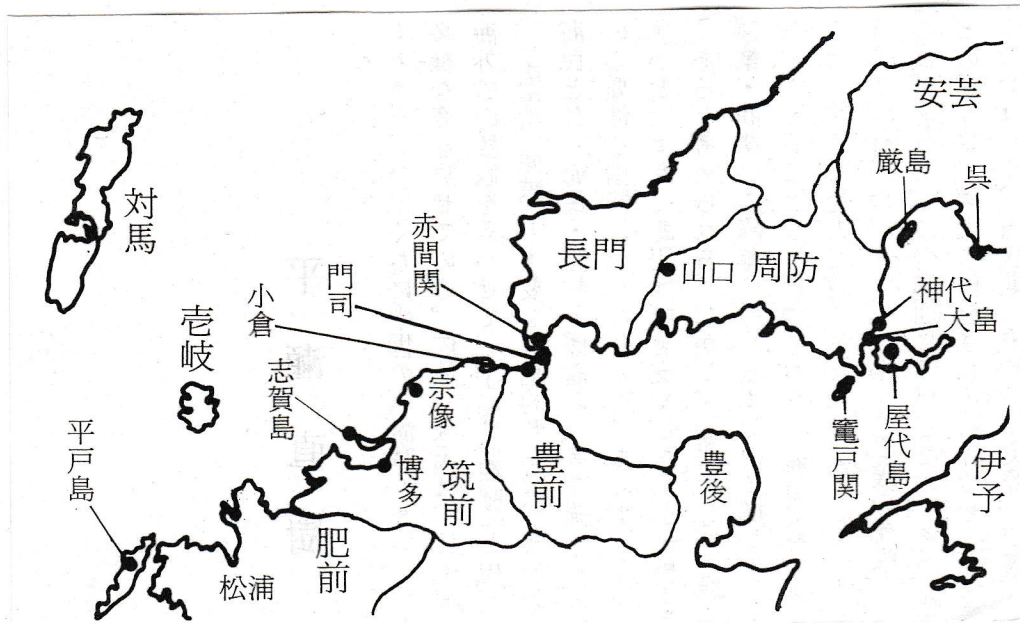 安芸
厳島
呉
対馬
赤間関
長門
山口
周防
門司
小倉
神代
大畠
壱岐
志賀島
宗像
平戸島
博多
筑前
豊前
豊後
竈戸関
屋代島
伊予
肥前
松浦